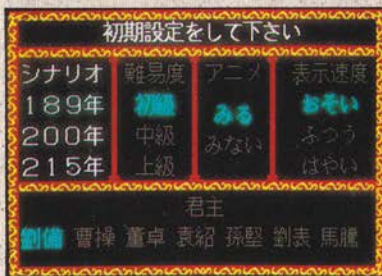 初期設定をして下さい
シナリオ 難易度 アニメ 表示速度
189年 初級 みる おそい
200年 中級 みない ふつう
215年 上級 はやい
君主
劉備 曹操 董卓 袁紹 孫堅 劉表 馬騰